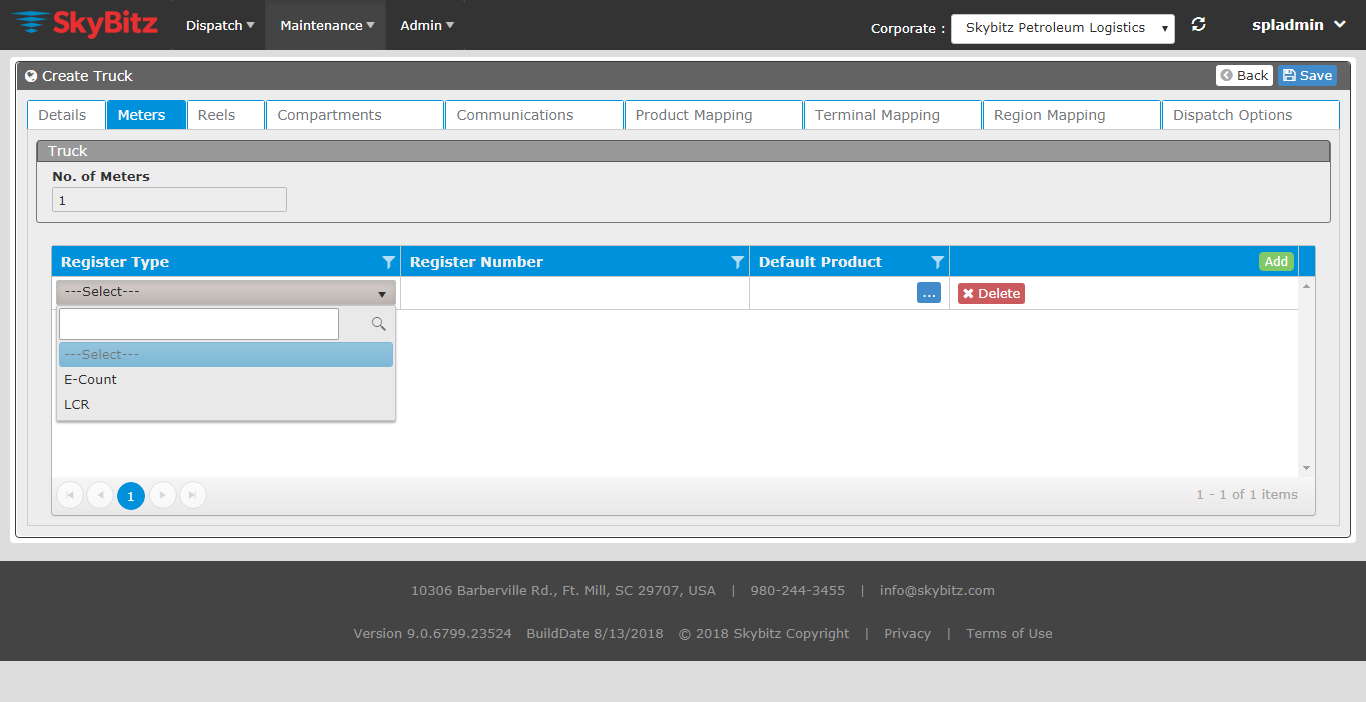 SkyBitz Dispatch Maintenance Admin Corporate : Skybitz Petroleum Logistics spladmin
Create Truck Back Save
Details Meters Reels Compartments Communications Product Mapping Terminal Mapping Region Mapping Dispatch Options
Truck
No. of Meters
1
Register Type Register Number Default Product Add
---Select--- ... Delete
---Select---
E-Count
LCR
1 1 - 1 of 1 items
10306 Barberville Rd., Ft. Mill, SC 29707, USA | 980-244-3455 | info@skybitz.com
Version 9.0.6799.23524 BuildDate 8/13/2018 © 2018 Skybitz Copyright | Privacy | Terms of Use